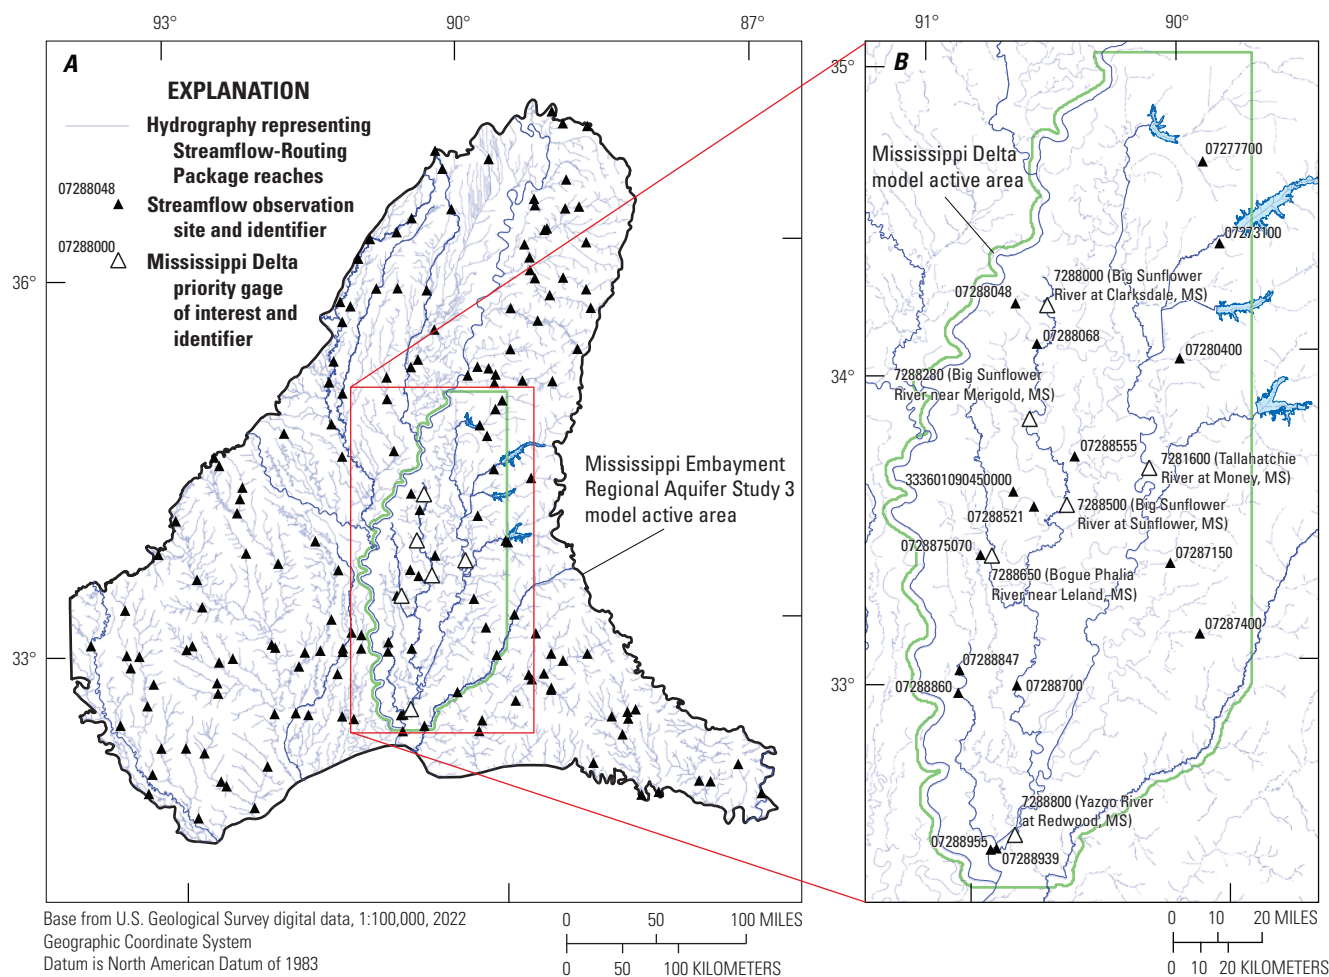 93°
90°
87°
A
EXPLANATION
Hydrography representing
Streamflow-Routing
Package reaches
07288048
Streamflow observation
site and identifier
07288000
Mississippi Delta
priority gage
of interest and
identifier
36°
33°
Mississippi Embayment
Regional Aquifer Study 3
model active area
Base from U.S. Geological Survey digital data, 1:100,000, 2022
Geographic Coordinate System
Datum is North American Datum of 1983
0 50 100 MILES
0 50 100 KILOMETERS
91°
90°
B
35°
34°
33°
Mississippi Delta
model active area
07277700
07273100
7288000 (Big Sunflower
River at Clarksdale, MS)
07288048
07288068
07280400
7288280 (Big Sunflower
River near Merigold, MS)
07288555
7281600 (Tallahatchie
River at Money, MS)
333601090450000
7288500 (Big Sunflower
River at Sunflower, MS)
07288521
0728875070
07287150
7288650 (Bogue Phalia
River near Leland, MS)
07287400
07288847
07288860
07288700
7288800 (Yazoo River
at Redwood, MS)
07288955
07288939
0 10 20 MILES
0 10 20 KILOMETERS